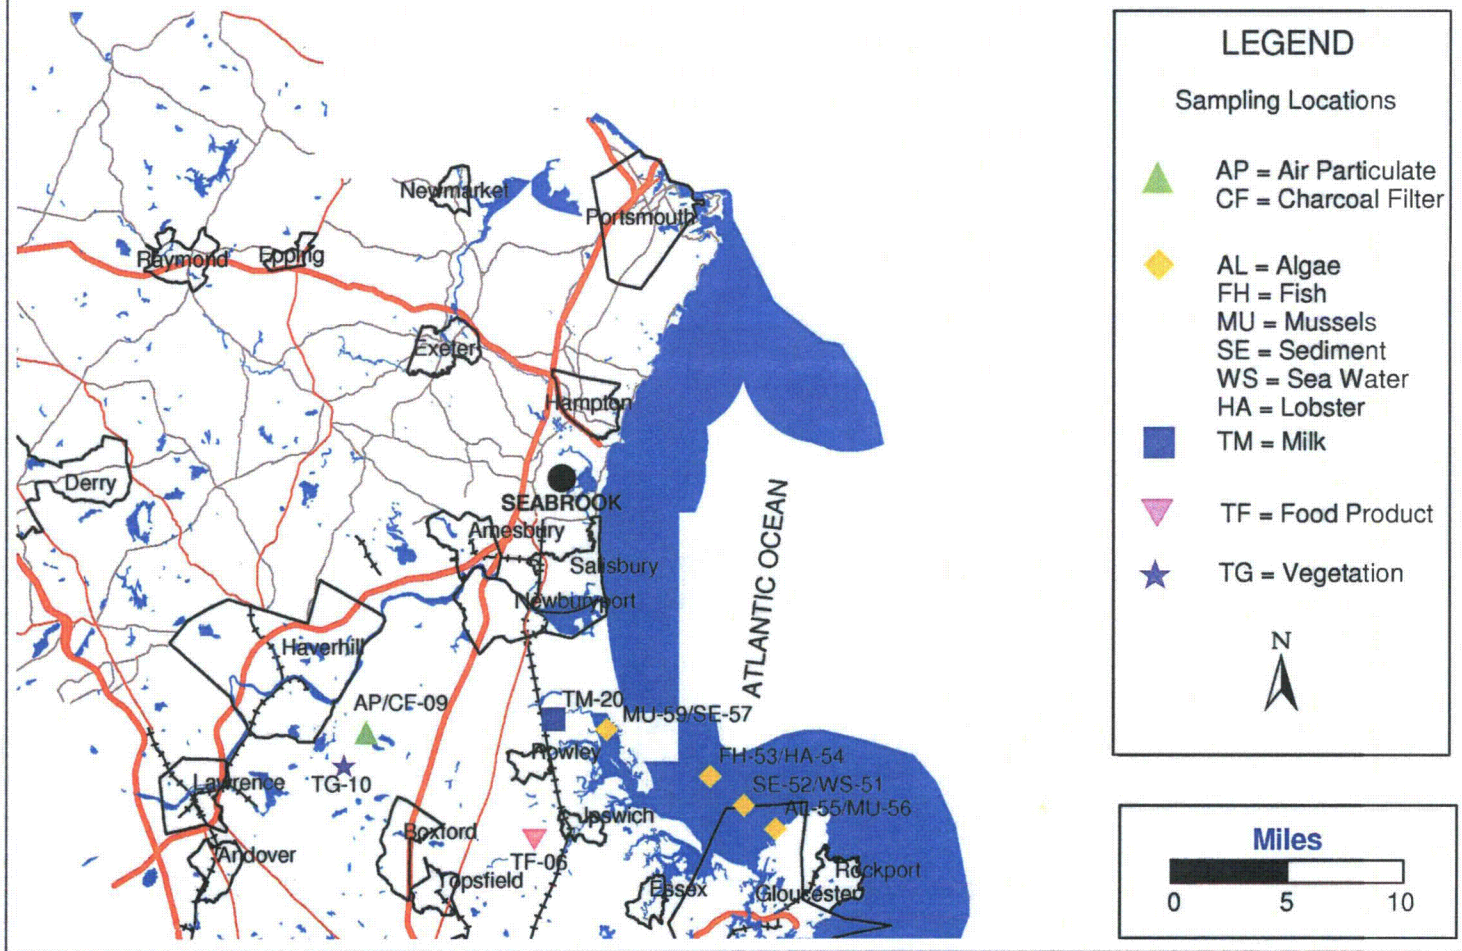 Newmarket
Portsmouth
Raymond
Epping
Exeter
Hampton
Derry
SEABROOK
Amesbury
Salisbury
Newburyport
ATLANTIC OCEAN
Haverhill
AP/CF-09
TM-20
MU-59/SE-57
Rowley
FH-53/HA-54
Lawrence
TG-10
SE-52/WS-51
AL-55/MU-56
Ipswich
Boxford
Andover
TF-06
Topsfield
Essex
Rockport
Gloucester
LEGEND
Sampling Locations
AP = Air Particulate
CF = Charcoal Filter
AL = Algae
FH = Fish
MU = Mussels
SE = Sediment
WS = Sea Water
HA = Lobster
TM = Milk
TF = Food Product
TG = Vegetation
N
Miles
0 5 10